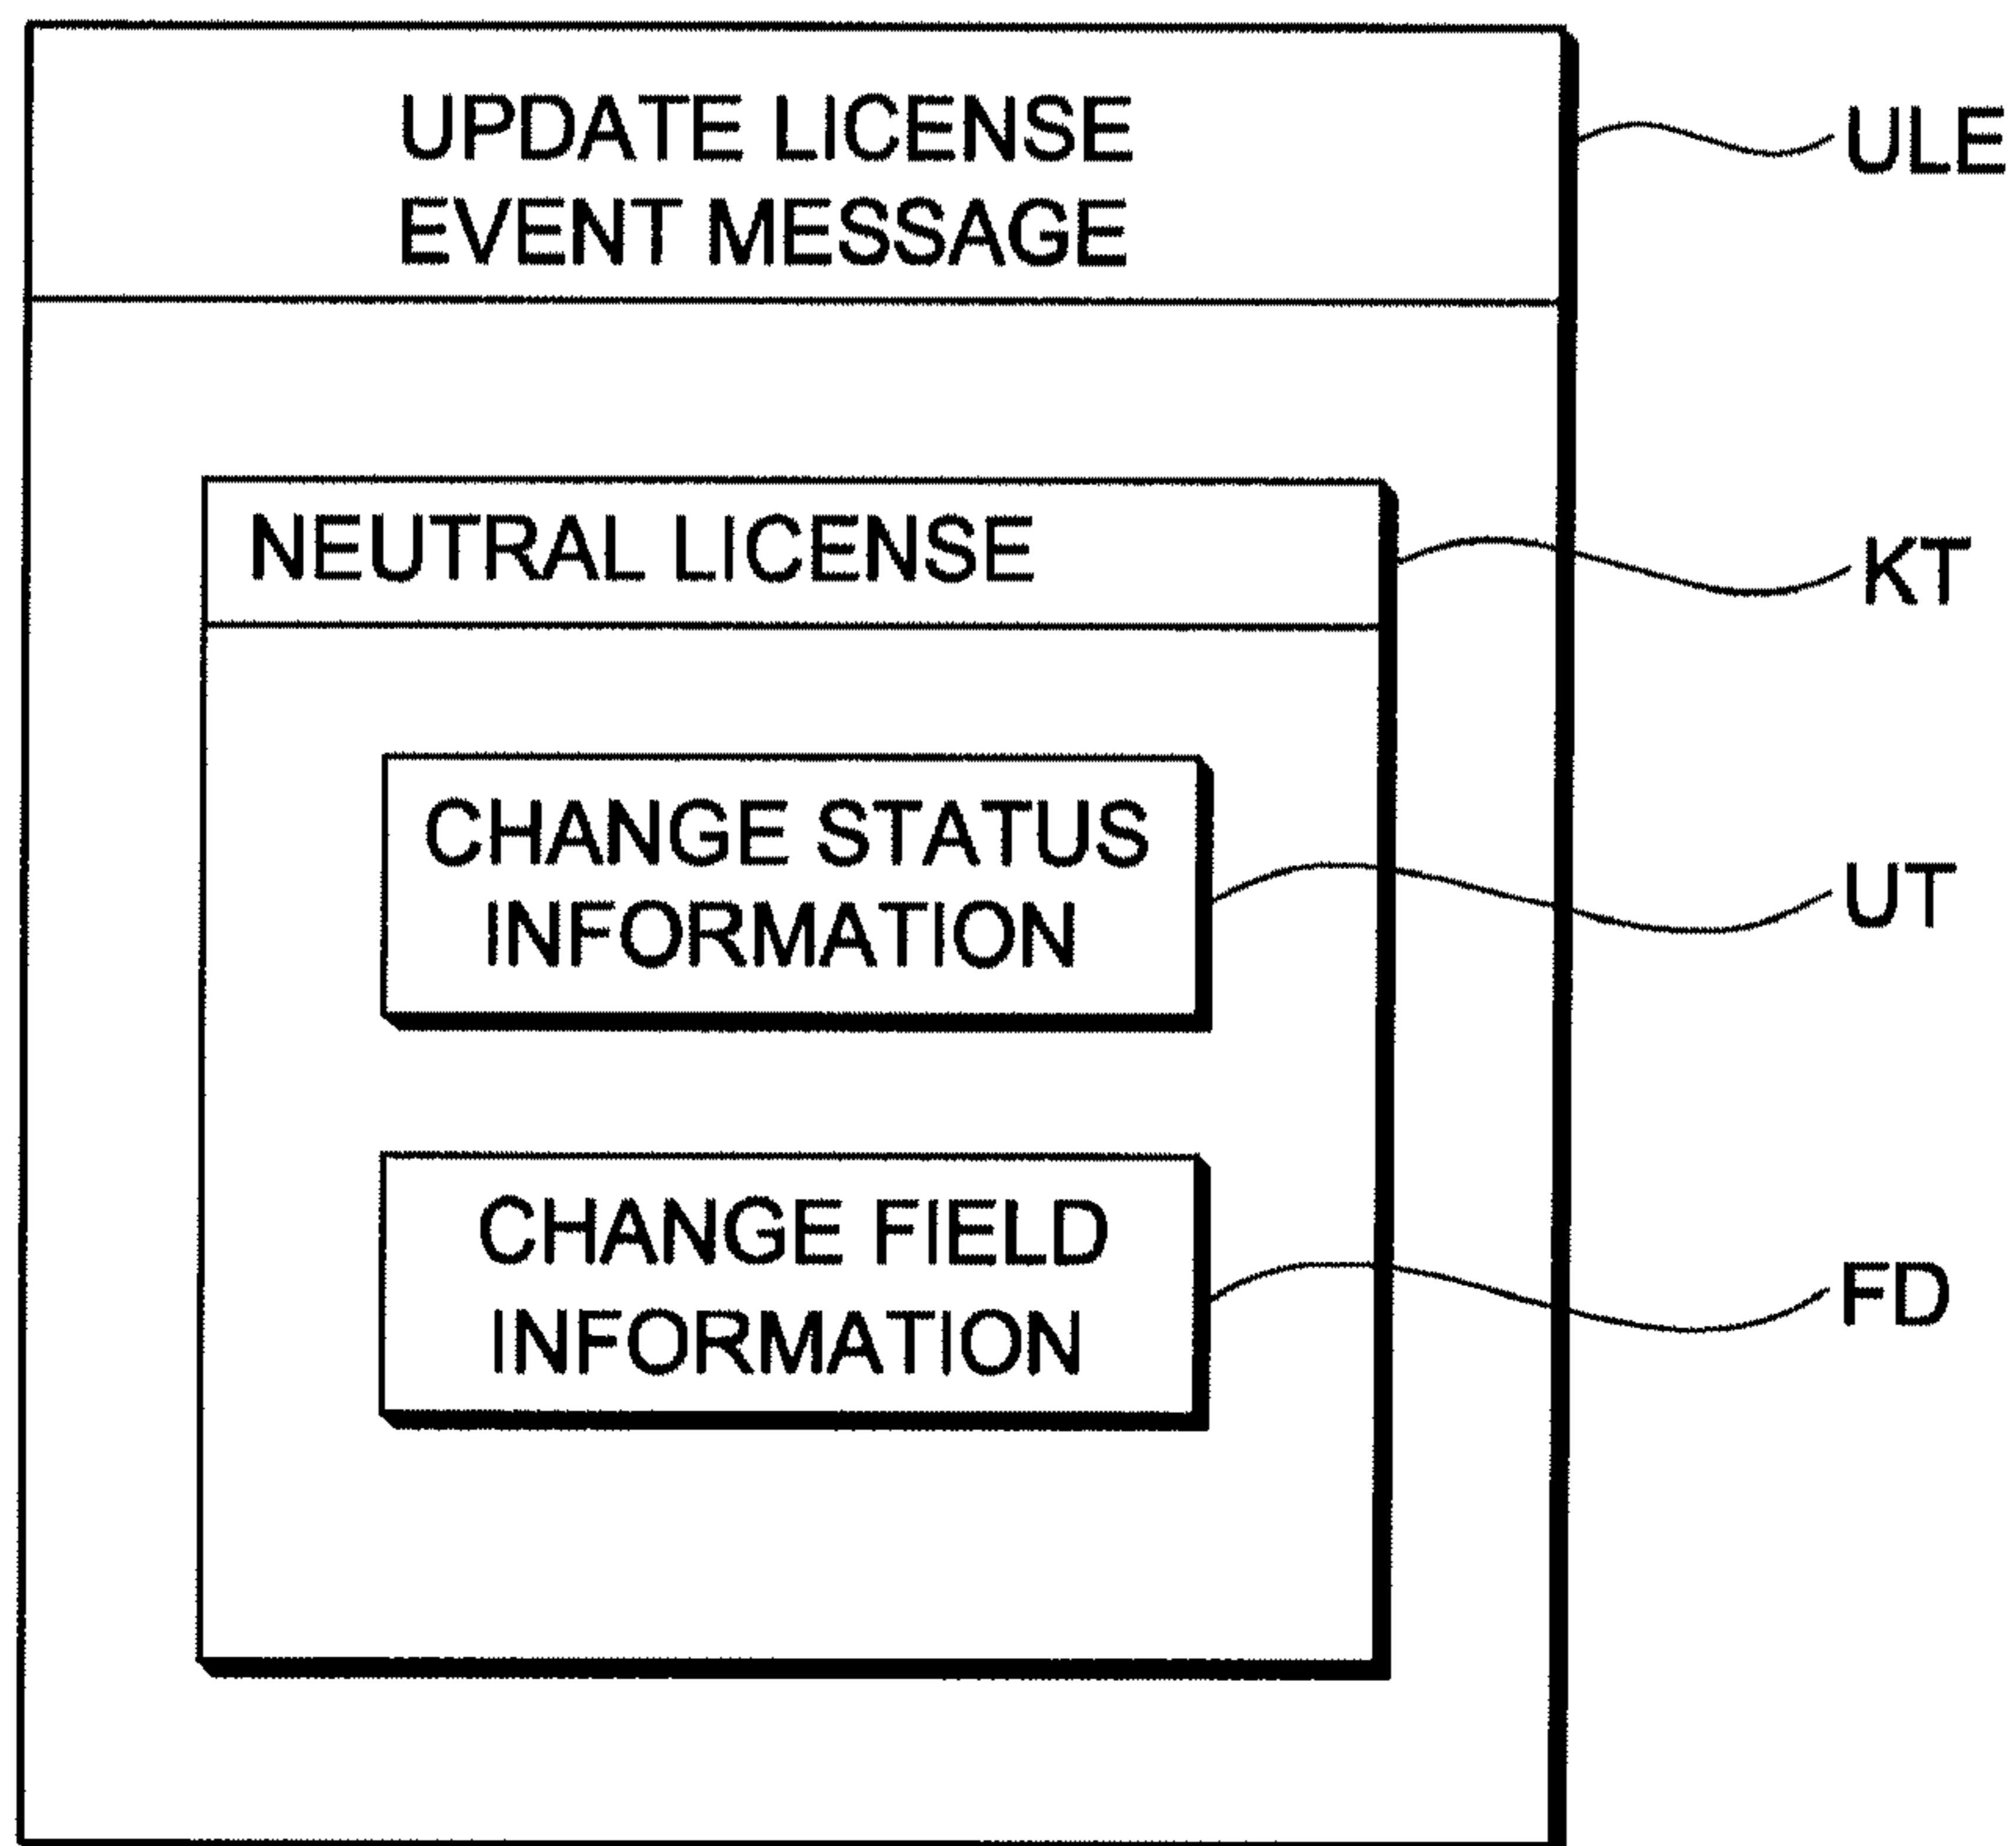 UPDATE LICENSE
EVENT MESSAGE
ULE
NEUTRAL LICENSE
KT
CHANGE STATUS
INFORMATION
UT
CHANGE FIELD
INFORMATION
FD